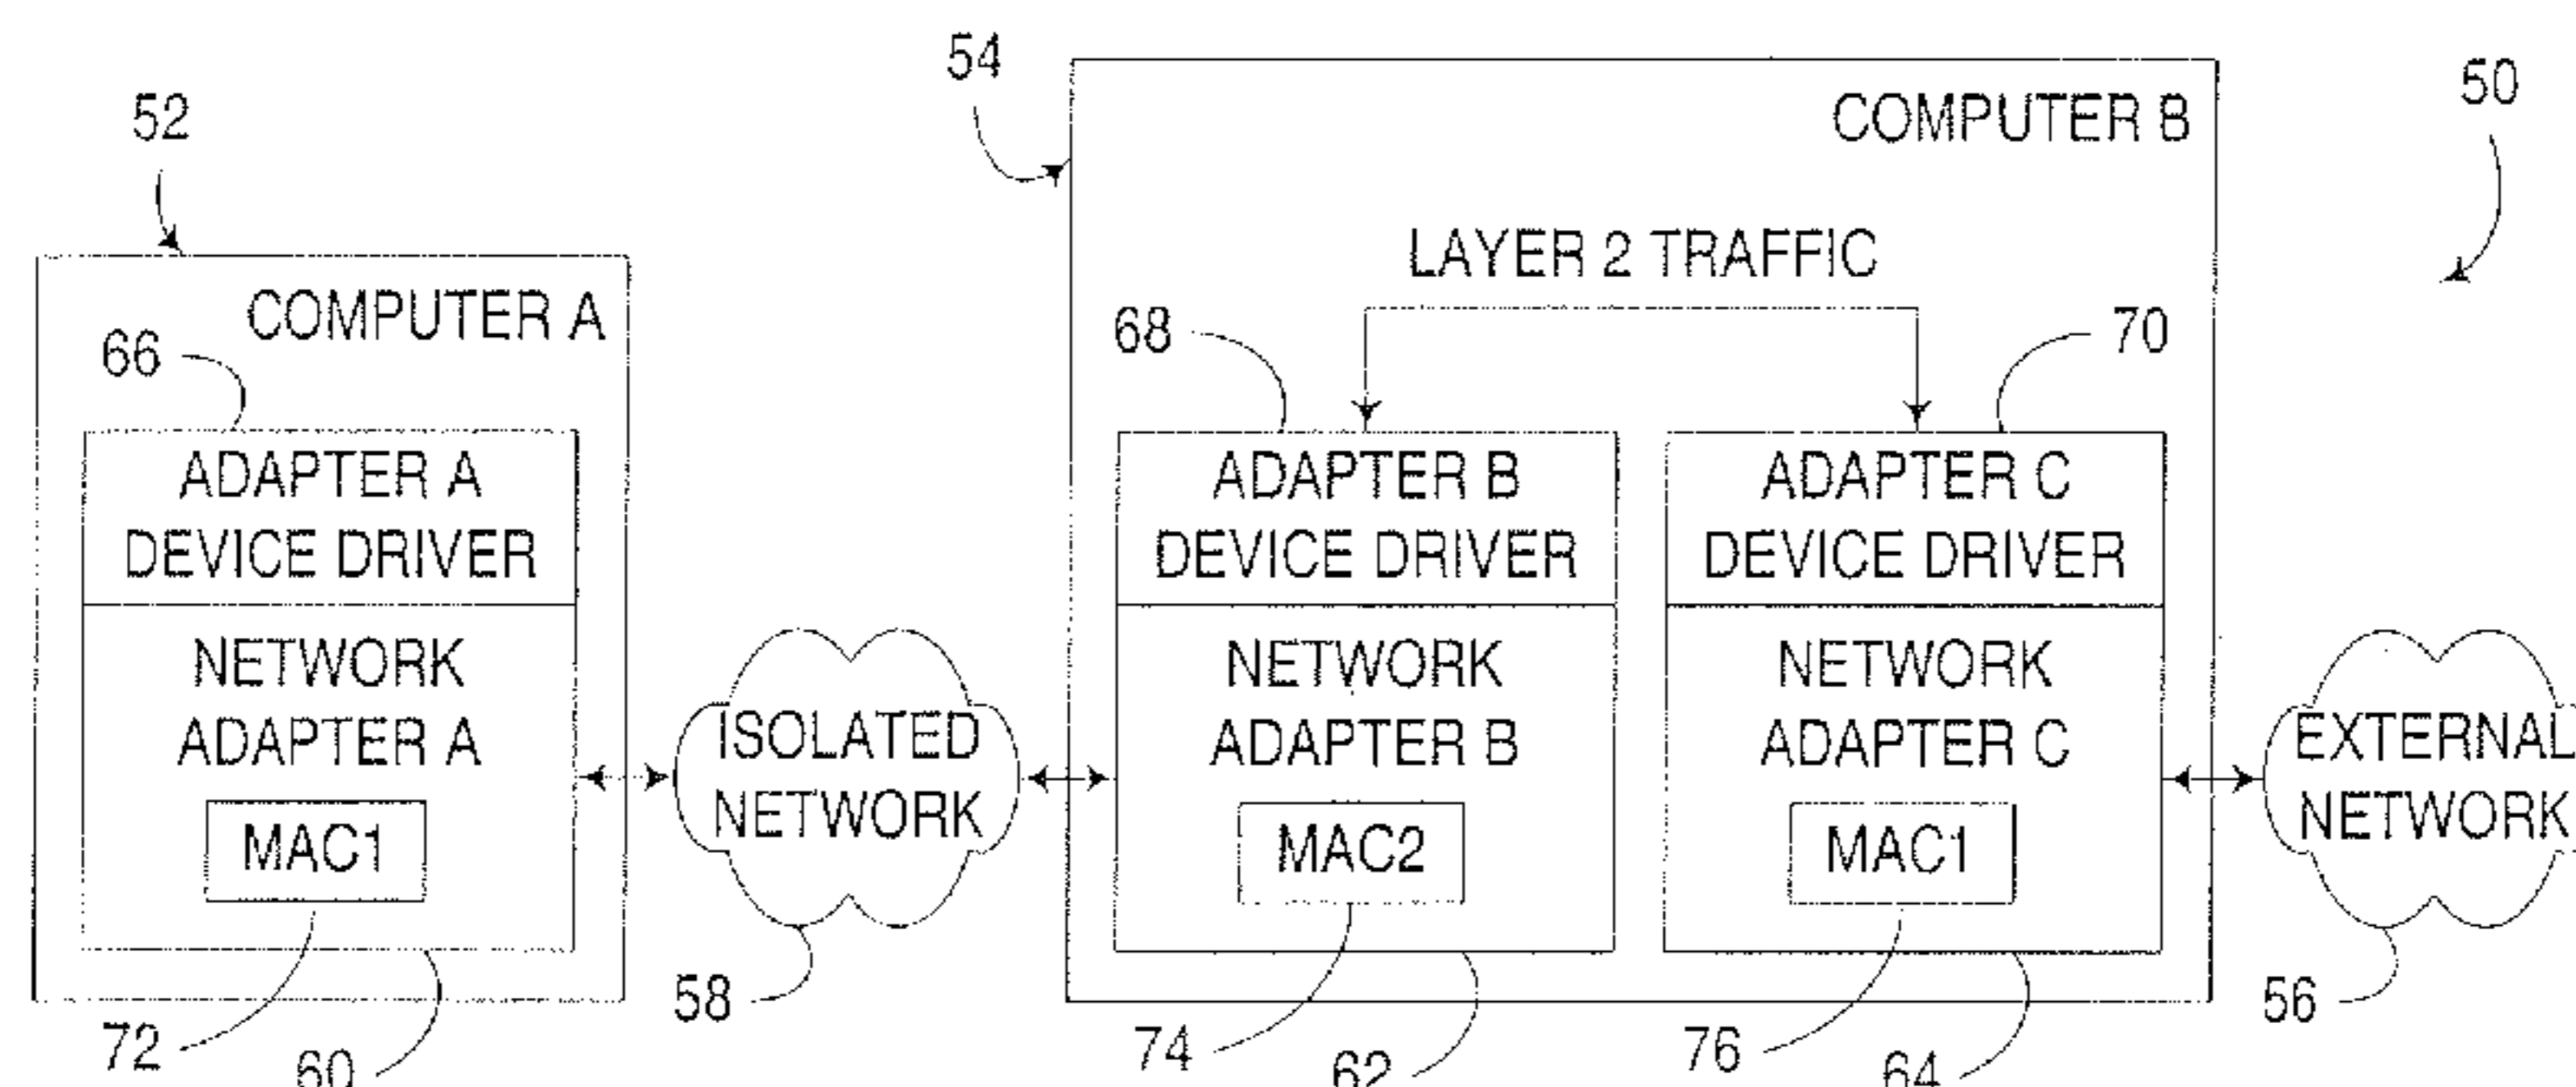 54
50
52
COMPUTER B
LAYER 2 TRAFFIC
COMPUTER A
66
68
70
ADAPTER A
DEVICE DRIVER
ADAPTER B
DEVICE DRIVER
ADAPTER C
DEVICE DRIVER
NETWORK
ADAPTER A
MAC1
ISOLATED
NETWORK
NETWORK
ADAPTER B
MAC2
NETWORK
ADAPTER C
MAC1
EXTERNAL
NETWORK
72
60
58
74
62
76
64
56